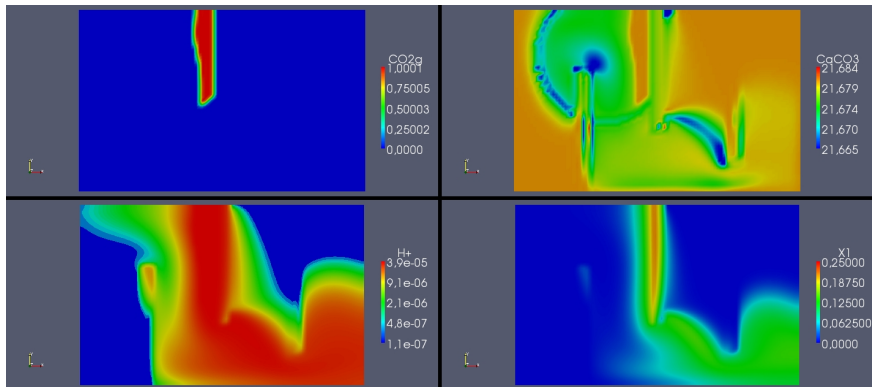 CO2g
1,0001
0,75005
0,50003
0,25002
0,0000
CaCO3
21,684
21,679
21,674
21,670
21,665
H+
3,9e-05
9,1e-06
2,1e-06
4,8e-07
1,1e-07
X1
0,25000
0,18750
0,12500
0,062500
0,0000